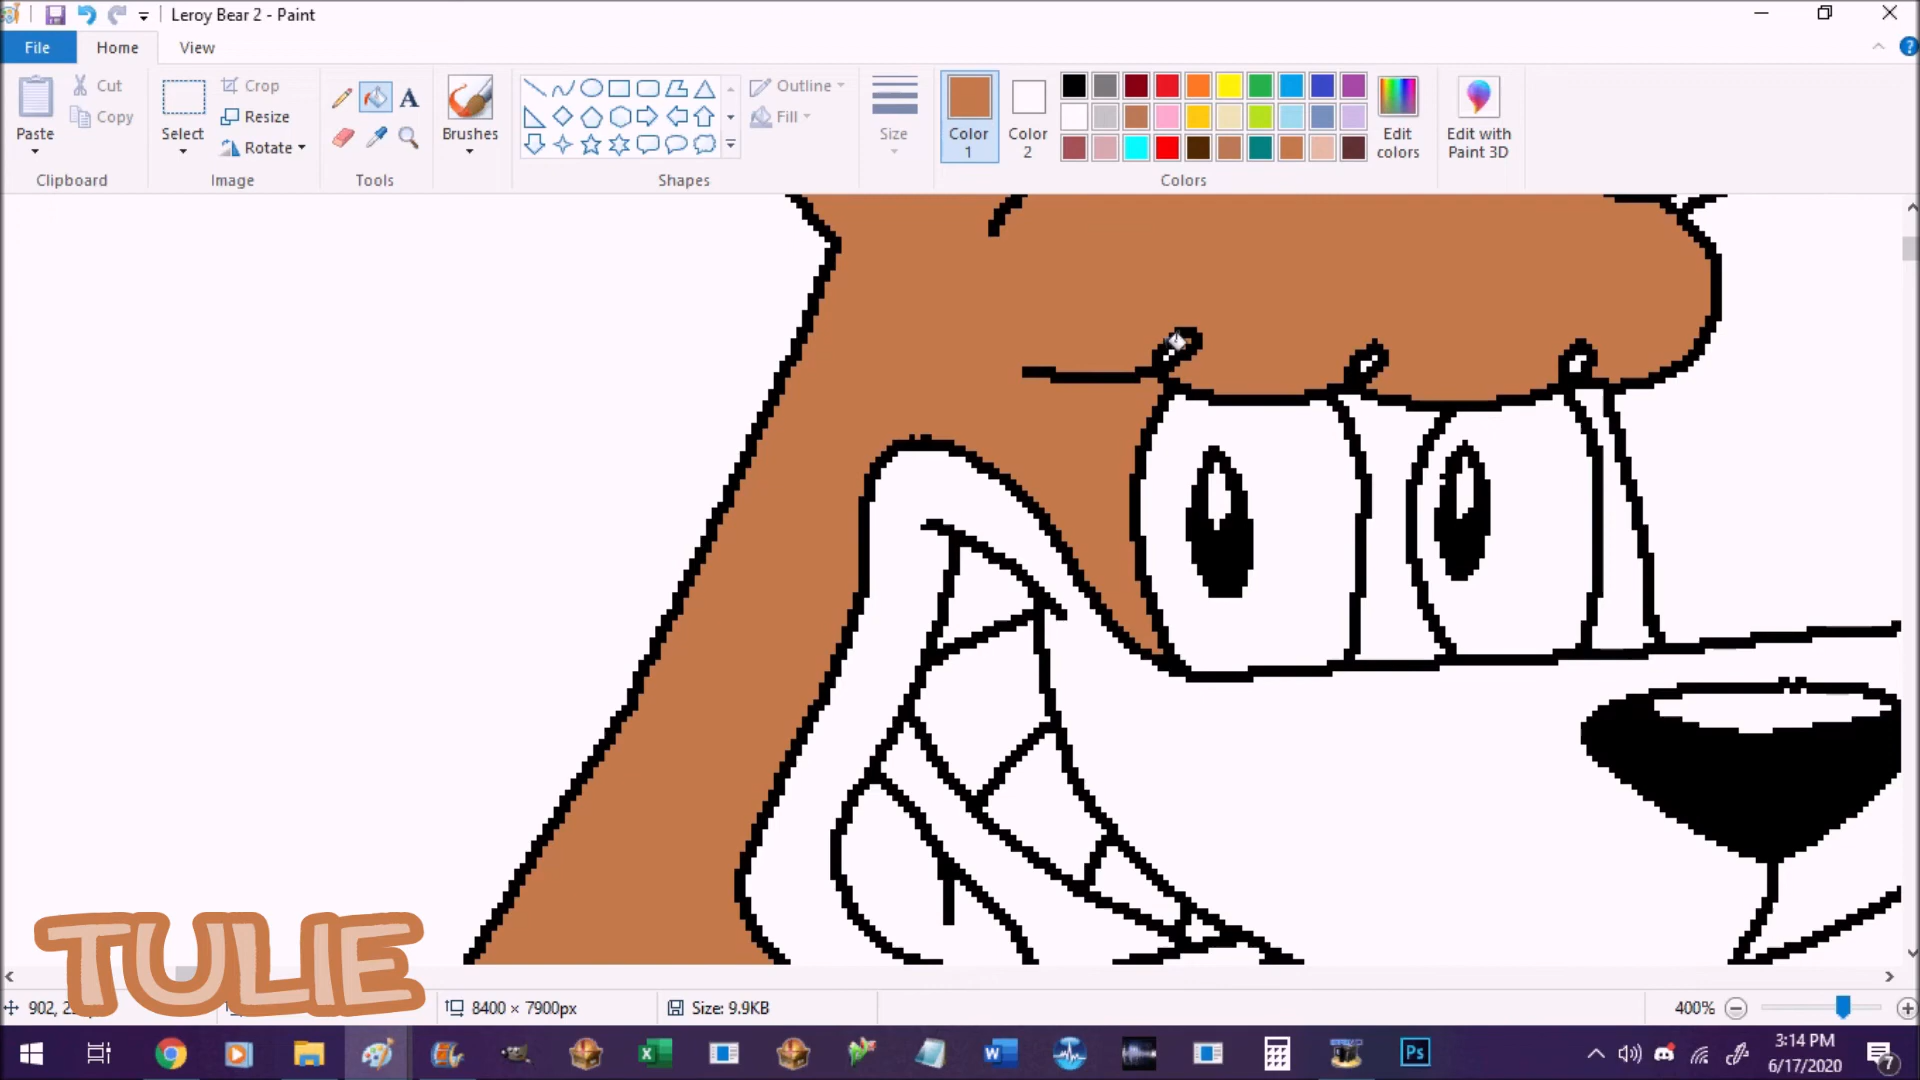 Leroy Bear 2 - Paint
File Home View
Paste
Cut
Copy
Clipboard
Select
Crop
Resize
Rotate
Image
A
Tools
Brushes
Shapes
Outline
Fill
Size
Color 1
Color 2
Colors
Edit colors
Edit with Paint 3D
TULIE
8400 × 7900px
Size: 9.9KB
400%
W
Ps
3:14 PM
6/17/2020
7